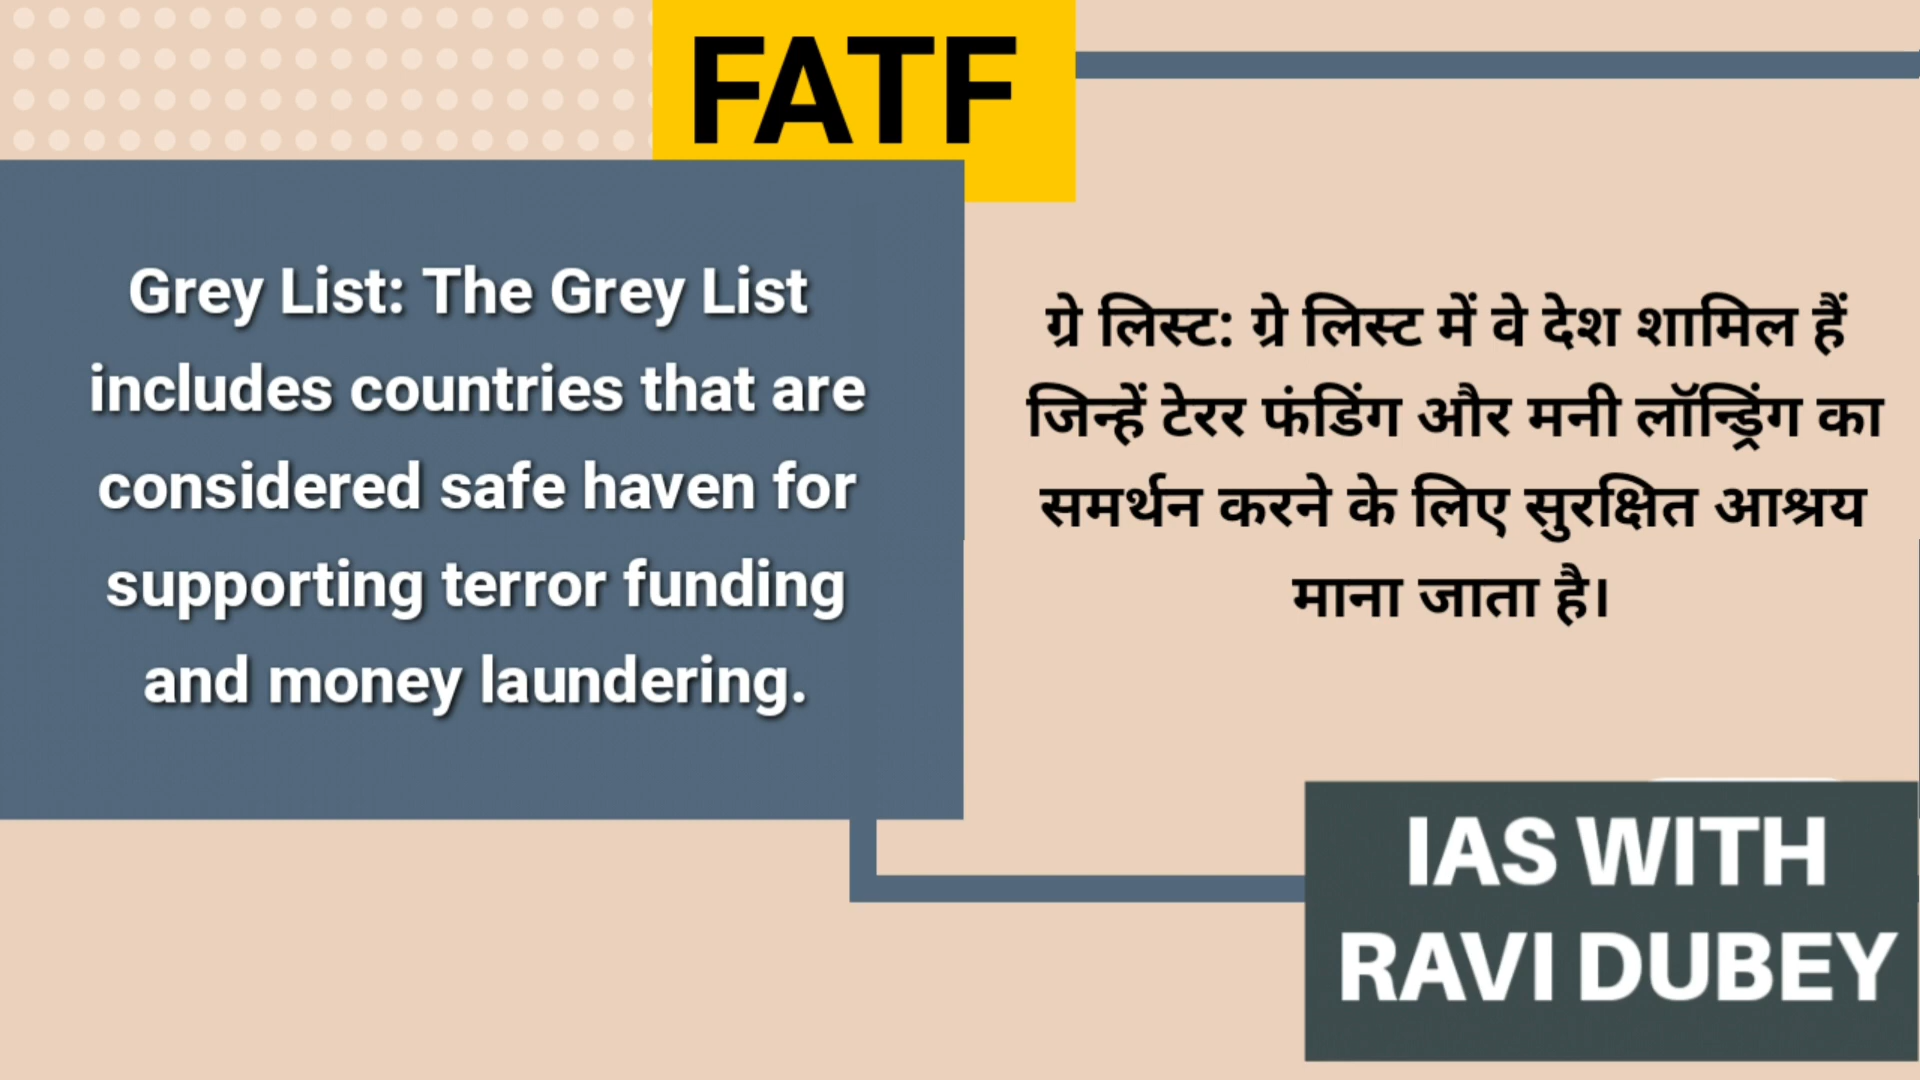 FATF
Grey List: The Grey List
includes countries that are
considered safe haven for
supporting terror funding
and money laundering.
ग्रे लिस्ट: ग्रे लिस्ट में वे देश शामिल हैं
जिन्हें टेरर फंडिंग और मनी लॉन्ड्रिंग का
समर्थन करने के लिए सुरक्षित आश्रय
माना जाता है।
IAS WITH
RAVI DUBEY